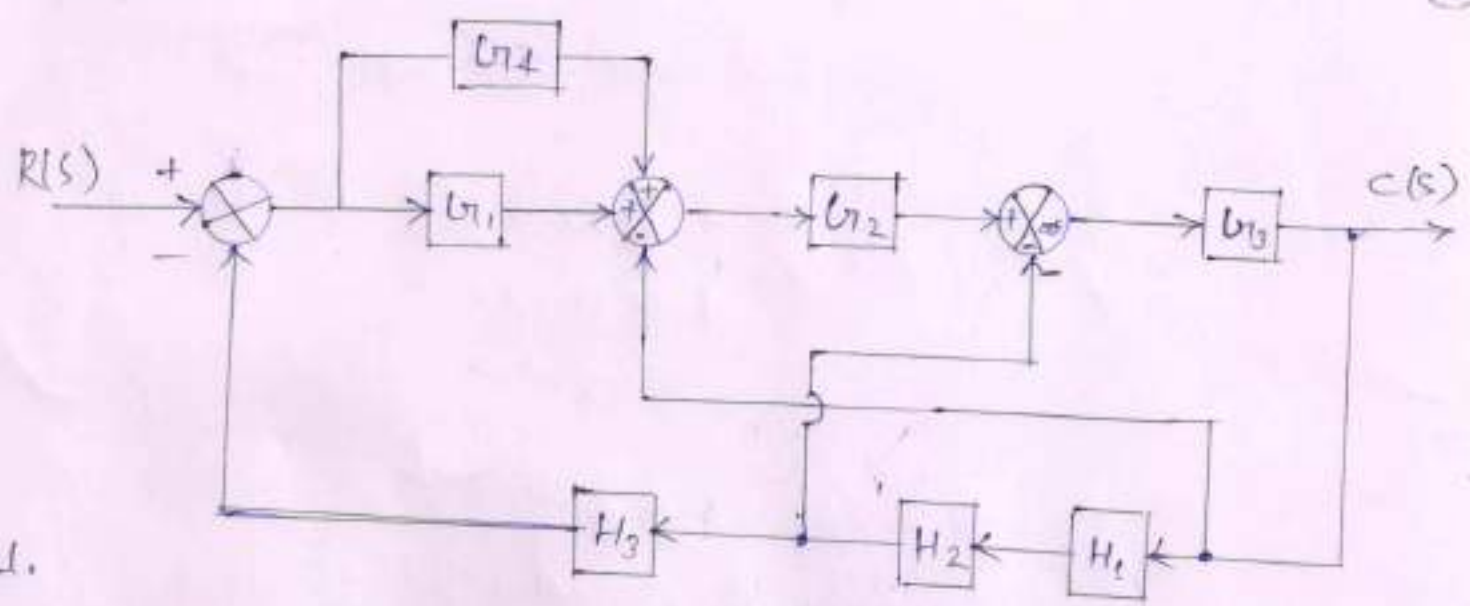 G4
R(S)
+
+
G1
+
-
G2
+
-
G3
C(S)
-
-
H3
H2
H1
1.